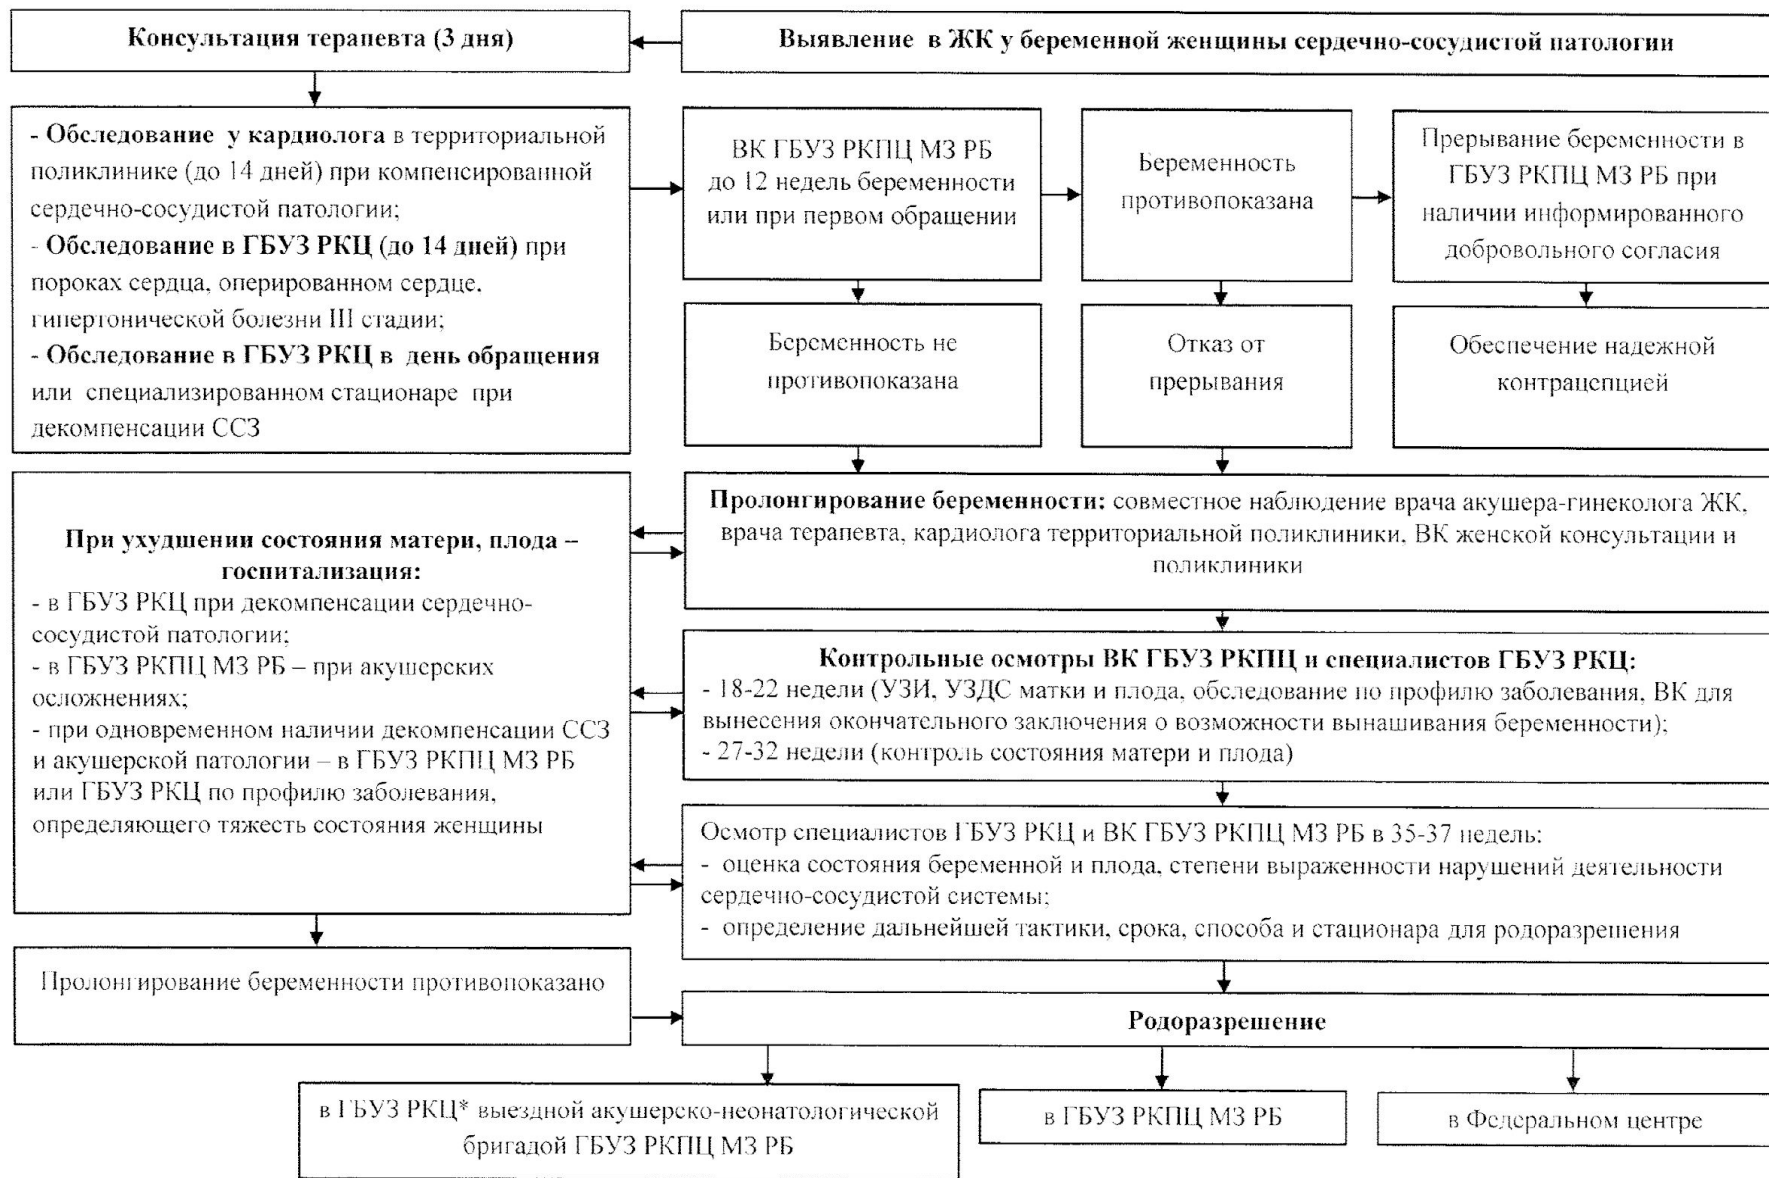 Консультация терапевта (3 дня)
Выявление в ЖК у беременной женщины сердечно-сосудистой патологии
- Обследование у кардиолога в территориальной
поликлинике (до 14 дней) при компенсированной
сердечно-сосудистой патологии;
- Обследование в ГБУЗ РКЦ (до 14 дней) при
пороках сердца, оперированном сердце,
гипертонической болезни III стадии;
- Обследование в ГБУЗ РКЦ в день обращения
или специализированном стационаре при
декомпенсации ССЗ
ВК ГБУЗ РКПЦ МЗ РБ
до 12 недель беременности
или при первом обращении
Беременность
противопоказана
Прерывание беременности в
ГБУЗ РКПЦ МЗ РБ при
наличии информированного
добровольного согласия
Беременность не
противопоказана
Отказ от
прерывания
Обеспечение надежной
контрацепцией
При ухудшении состояния матери, плода –
госпитализация:
- в ГБУЗ РКЦ при декомпенсации сердечно-
сосудистой патологии;
- в ГБУЗ РКПЦ МЗ РБ – при акушерских
осложнениях;
- при одновременном наличии декомпенсации ССЗ
и акушерской патологии – в ГБУЗ РКПЦ МЗ РБ
или ГБУЗ РКЦ по профилю заболевания,
определяющего тяжесть состояния женщины
Пролонгирование беременности: совместное наблюдение врача акушера-гинеколога ЖК,
врача терапевта, кардиолога территориальной поликлиники, ВК женской консультации и
поликлиники
Контрольные осмотры ВК ГБУЗ РКПЦ и специалистов ГБУЗ РКЦ:
- 18-22 недели (УЗИ, УЗДС матки и плода, обследование по профилю заболевания, ВК для
вынесения окончательного заключения о возможности вынашивания беременности);
- 27-32 недели (контроль состояния матери и плода)
Осмотр специалистов ГБУЗ РКЦ и ВК ГБУЗ РКПЦ МЗ РБ в 35-37 недель:
- оценка состояния беременной и плода, степени выраженности нарушений деятельности
сердечно-сосудистой системы;
- определение дальнейшей тактики, срока, способа и стационара для родоразрешения
Пролонгирование беременности противопоказано
Родоразрешение
в ГБУЗ РКЦ* выездной акушерско-неонатологической
бригадой ГБУЗ РКПЦ МЗ РБ
в ГБУЗ РКПЦ МЗ РБ
в Федеральном центре